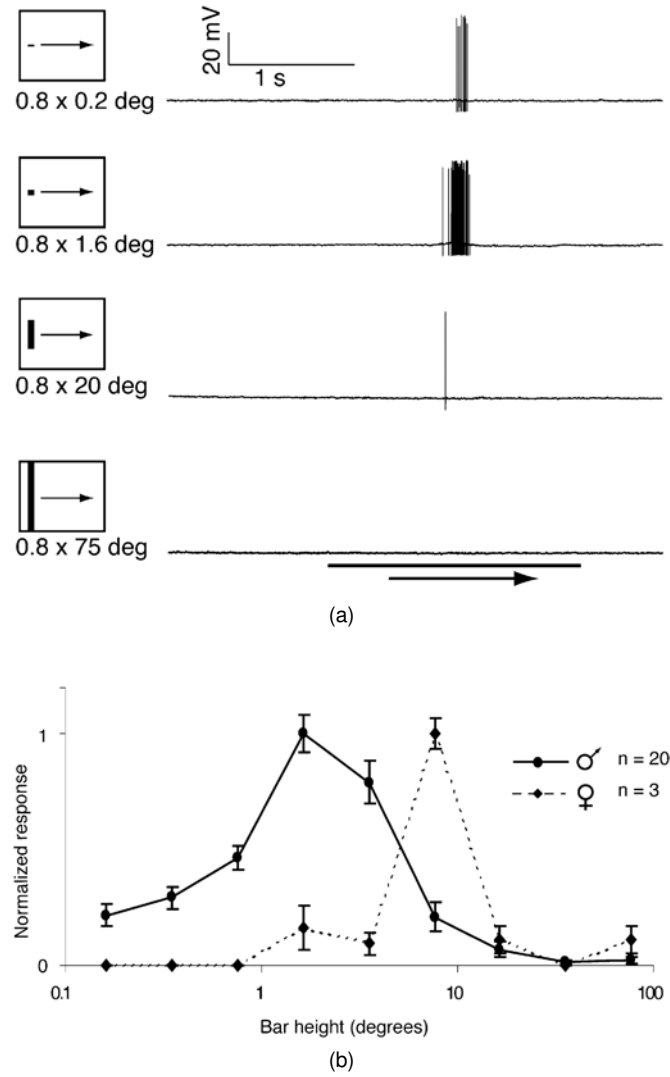 20 mV
1 s
0.8 x 0.2 deg
0.8 x 1.6 deg
0.8 x 20 deg
0.8 x 75 deg
(a)
1
♂ n = 20
♀ n = 3
Normalized response
0
0.1 1 10 100
Bar height (degrees)
(b)